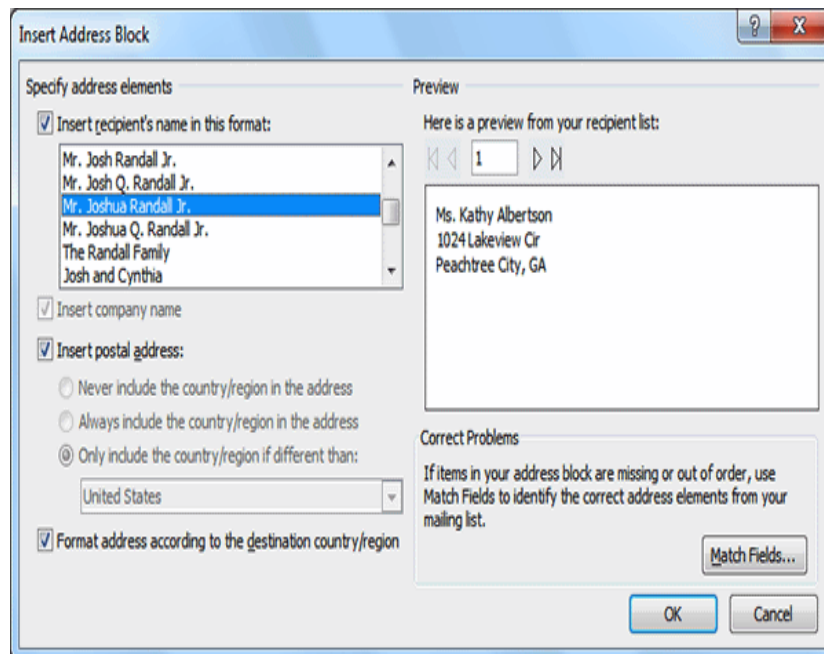 Insert Address Block
Specify address elements
Insert recipient's name in this format:
Mr. Josh Randall Jr.
Mr. Josh Q. Randall Jr.
Mr. Joshua Randall Jr.
Mr. Joshua Q. Randall Jr.
The Randall Family
Josh and Cynthia
Insert company name
Insert postal address:
Never include the country/region in the address
Always include the country/region in the address
Only include the country/region if different than:
United States
Format address according to the destination country/region
Preview
Here is a preview from your recipient list:
1
Ms. Kathy Albertson
1024 Lakeview Cir
Peachtree City, GA
Correct Problems
If items in your address block are missing or out of order, use
Match Fields to identify the correct address elements from your
mailing list.
Match Fields...
OK
Cancel